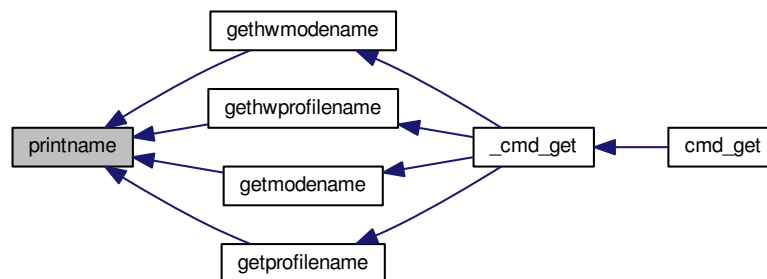 gethwmodename
gethwprofilename
printname
_cmd_get
cmd_get
getmodename
getprofilename